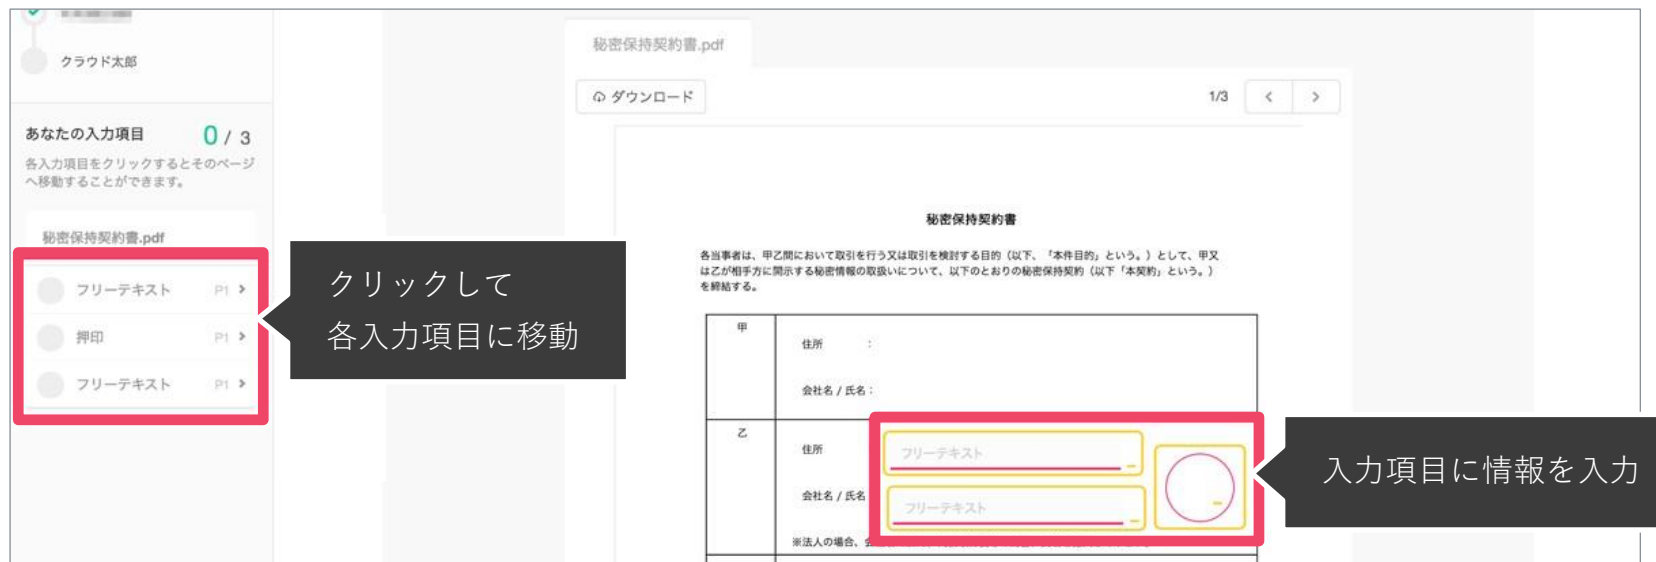 クラウド太郎
あなたの入力項目 0 / 3
各入力項目をクリックするとそのページ
へ移動することができます。
秘密保持契約書.pdf
フリーテキスト P1
押印 P1
フリーテキスト P1
クリックして
各入力項目に移動
秘密保持契約書.pdf
ダウンロード
1/3
秘密保持契約書
各当事者は、甲乙間において取引を行う又は取引を検討する目的（以下、「本件目的」という。）として、甲又
は乙が相手方に開示する秘密情報の取扱いについて、以下のとおりの秘密保持契約（以下「本契約」という。）
を締結する。
甲
住所 :
会社名 / 氏名 :
乙
住所
フリーテキスト
会社名 / 氏名
フリーテキスト
※法人の場合、
入力項目に情報を入力